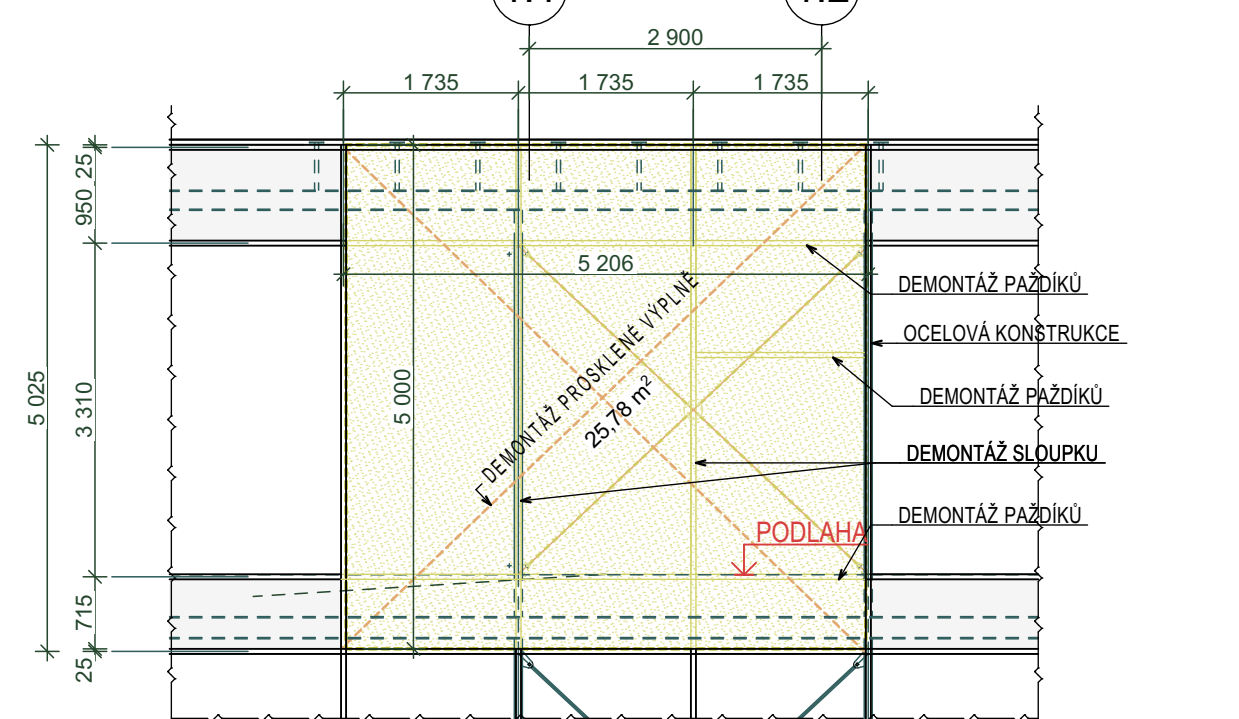 2 900
1 735
1 735
1 735
25
950
5 206
DEMONTÁŽ PAŽDÍKŮ
OCELOVÁ KONSTRUKCE
DEMONTÁŽ PROSKLENÉ VÝPLNĚ
25,78 m²
5 025
3 310
5 000
DEMONTÁŽ PAŽDÍKŮ
DEMONTÁŽ SLOUPKU
DEMONTÁŽ PAŽDÍKŮ
PODLAHA
715
25